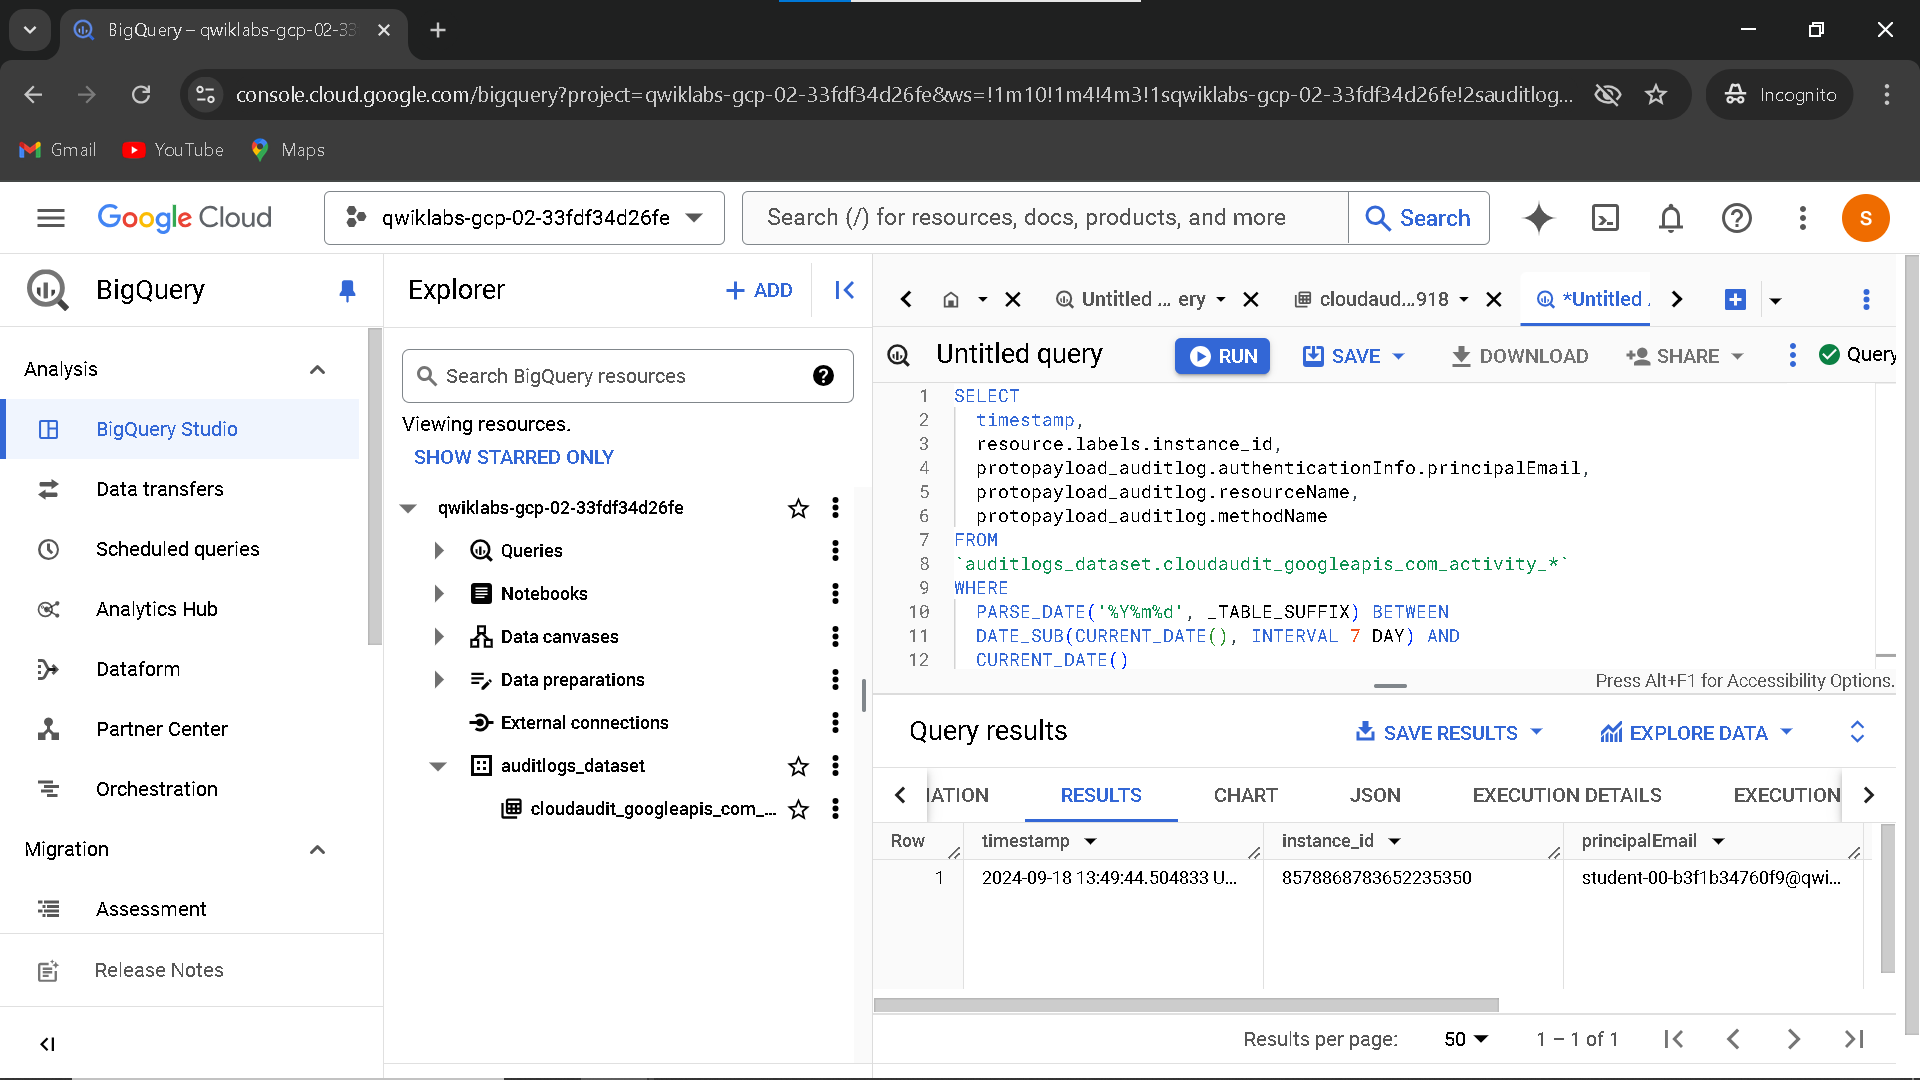 BigQuery – qwiklabs-gcp-02-33
console.cloud.google.com/bigquery?project=qwiklabs-gcp-02-33fdf34d26fe&ws=!1m10!1m4!4m3!1sqwiklabs-gcp-02-33fdf34d26fe!2sauditlog...
Incognito
Gmail
YouTube
Maps
Google Cloud
qwiklabs-gcp-02-33fdf34d26fe
Search (/) for resources, docs, products, and more
Search
S
BigQuery
Analysis
BigQuery Studio
Data transfers
Scheduled queries
Analytics Hub
Dataform
Partner Center
Orchestration
Migration
Assessment
Release Notes
Explorer
+ ADD
Search BigQuery resources
Viewing resources.
SHOW STARRED ONLY
qwiklabs-gcp-02-33fdf34d26fe
Queries
Notebooks
Data canvases
Data preparations
External connections
auditlogs_dataset
cloudaudit_googleapis_com_...
Untitled ... ery
cloudaud...918
*Untitled
Untitled query
RUN
SAVE
DOWNLOAD
SHARE
Query
1 SELECT
2 timestamp,
3 resource.labels.instance_id,
4 protopayload_auditlog.authenticationInfo.principalEmail,
5 protopayload_auditlog.resourceName,
6 protopayload_auditlog.methodName
7 FROM
8 `auditlogs_dataset.cloudaudit_googleapis_com_activity_*`
9 WHERE
10 PARSE_DATE('%Y%m%d', _TABLE_SUFFIX) BETWEEN
11 DATE_SUB(CURRENT_DATE(), INTERVAL 7 DAY) AND
12 CURRENT_DATE()
Press Alt+F1 for Accessibility Options.
Query results
SAVE RESULTS
EXPLORE DATA
IATION
RESULTS
CHART
JSON
EXECUTION DETAILS
EXECUTION
Row
timestamp
instance_id
principalEmail
1
2024-09-18 13:49:44.504833 U...
8578868783652235350
student-00-b3f1b34760f9@qwi...
Results per page:
50
1 – 1 of 1